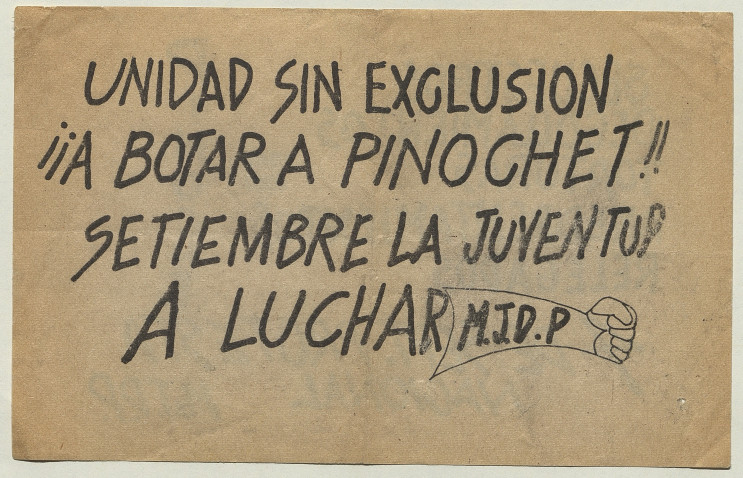 UNIDAD SIN EXCLUSION
¡¡A BOTAR A PINOCHET!!
SETIEMBRE LA JUVENTUD
A LUCHAR M.J.D.P